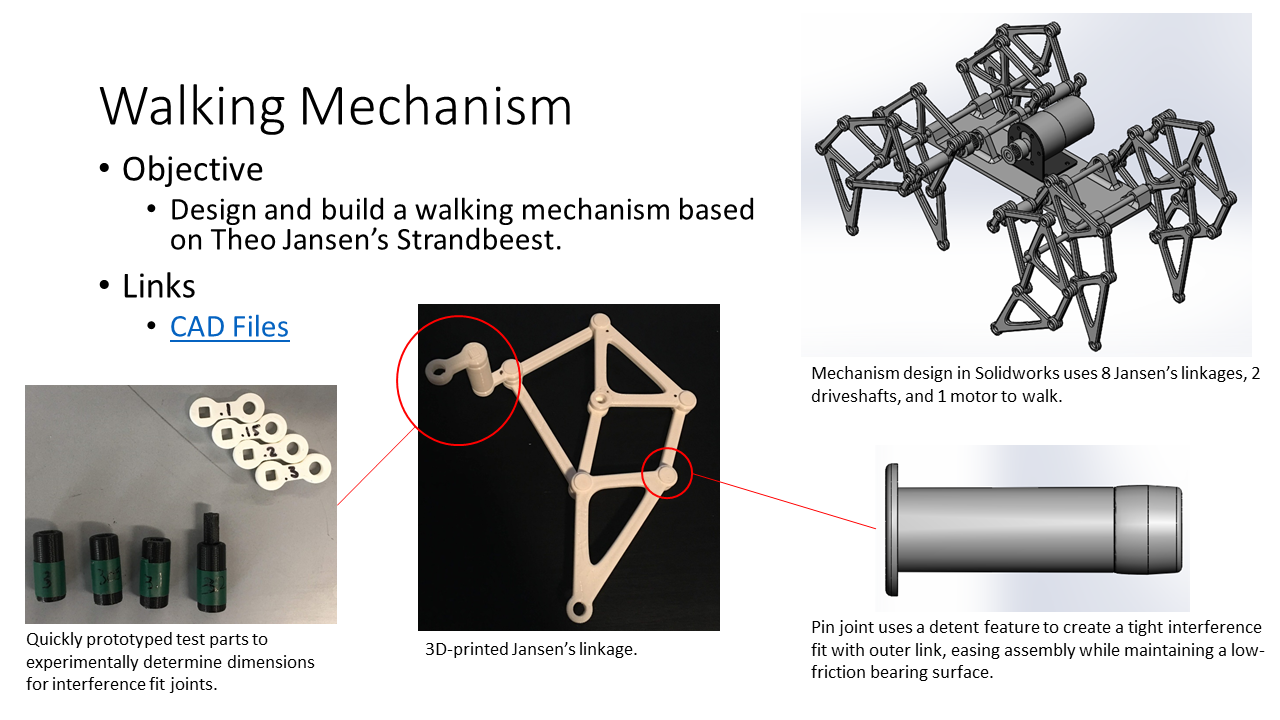 Walking Mechanism
• Objective
• Design and build a walking mechanism based
on Theo Jansen’s Strandbeest.
• Links
• CAD Files
Mechanism design in Solidworks uses 8 Jansen’s linkages, 2
driveshafts, and 1 motor to walk.
.1
.15
.2
.3
Quickly prototyped test parts to
experimentally determine dimensions
for interference fit joints.
3D-printed Jansen’s linkage.
Pin joint uses a detent feature to create a tight interference
fit with outer link, easing assembly while maintaining a low-
friction bearing surface.